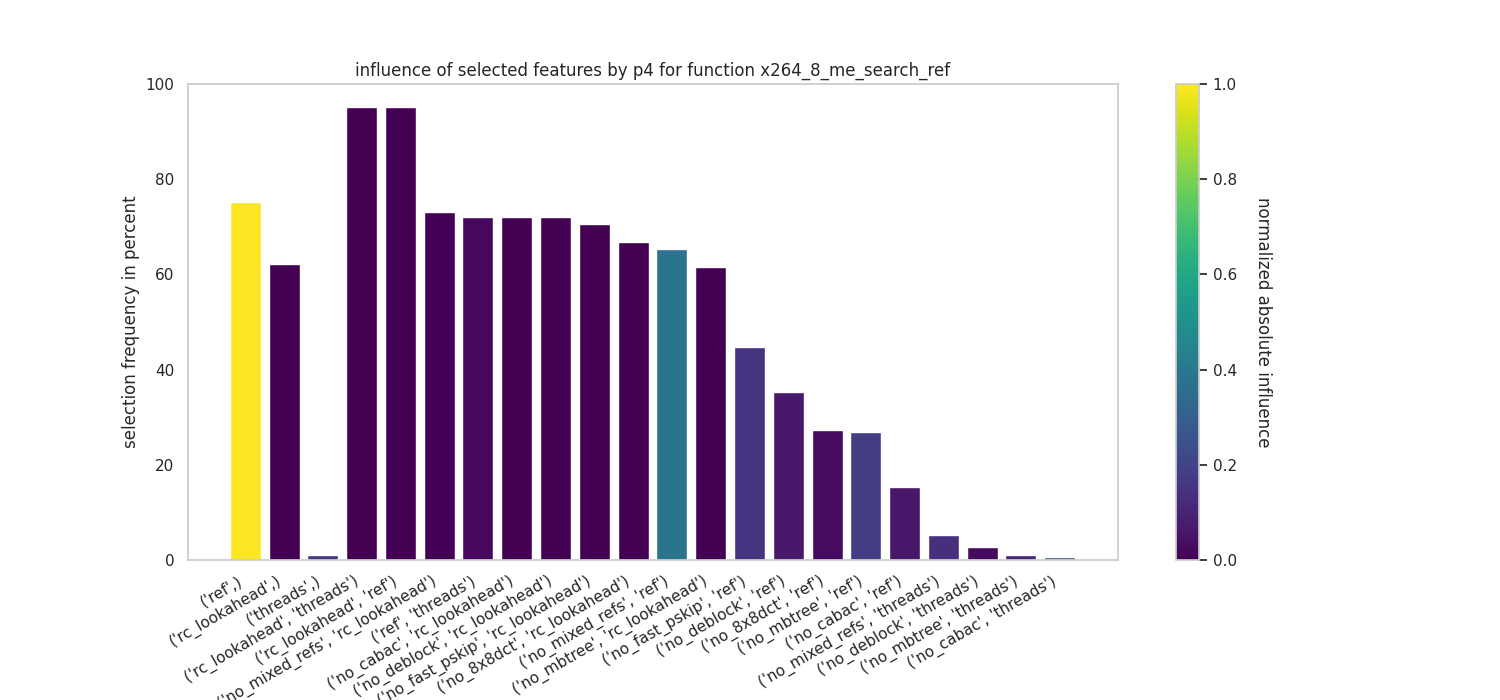 influence of selected features by p4 for function x264_8_me_search_ref
selection frequency in percent
100
80
60
40
20
0
('ref',)
('rc_lookahead',)
('threads',)
('rc_lookahead', 'threads')
('rc_lookahead', 'ref')
('no_mixed_refs', 'rc_lookahead')
('ref', 'threads')
('no_cabac', 'rc_lookahead')
('no_deblock', 'rc_lookahead')
('no_fast_pskip', 'rc_lookahead')
('no_8x8dct', 'rc_lookahead')
('no_mixed_refs', 'ref')
('no_mbtree', 'rc_lookahead')
('no_fast_pskip', 'ref')
('no_deblock', 'ref')
('no_8x8dct', 'ref')
('no_mbtree', 'ref')
('no_cabac', 'ref')
('no_mixed_refs', 'threads')
('no_deblock', 'threads')
('no_mbtree', 'threads')
('no_cabac', 'threads')
1.0
0.8
0.6
0.4
0.2
0.0
normalized absolute influence